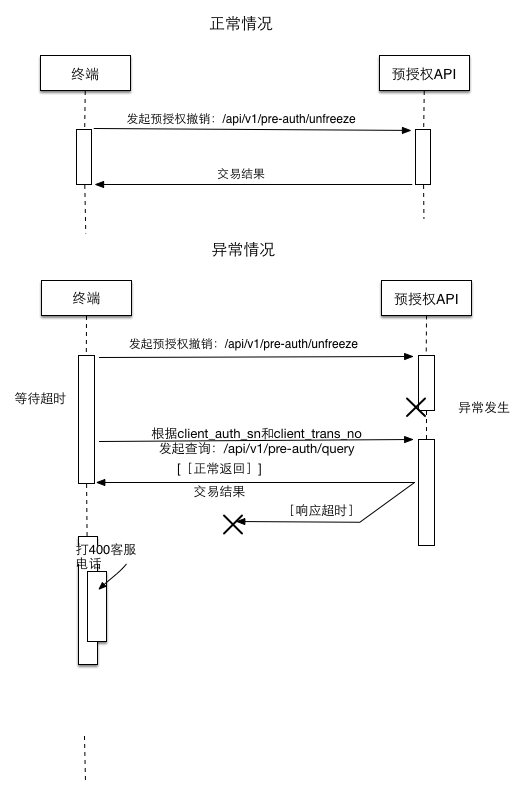 正常情况
终端
预授权API
发起预授权撤销：/api/v1/pre-auth/unfreeze
交易结果
异常情况
终端
预授权API
发起预授权撤销：/api/v1/pre-auth/unfreeze
等待超时
异常发生
根据client_auth_sn和client_trans_no
发起查询：/api/v1/pre-auth/query
[［正常返回］]
交易结果
［响应超时］
打400客服
电话